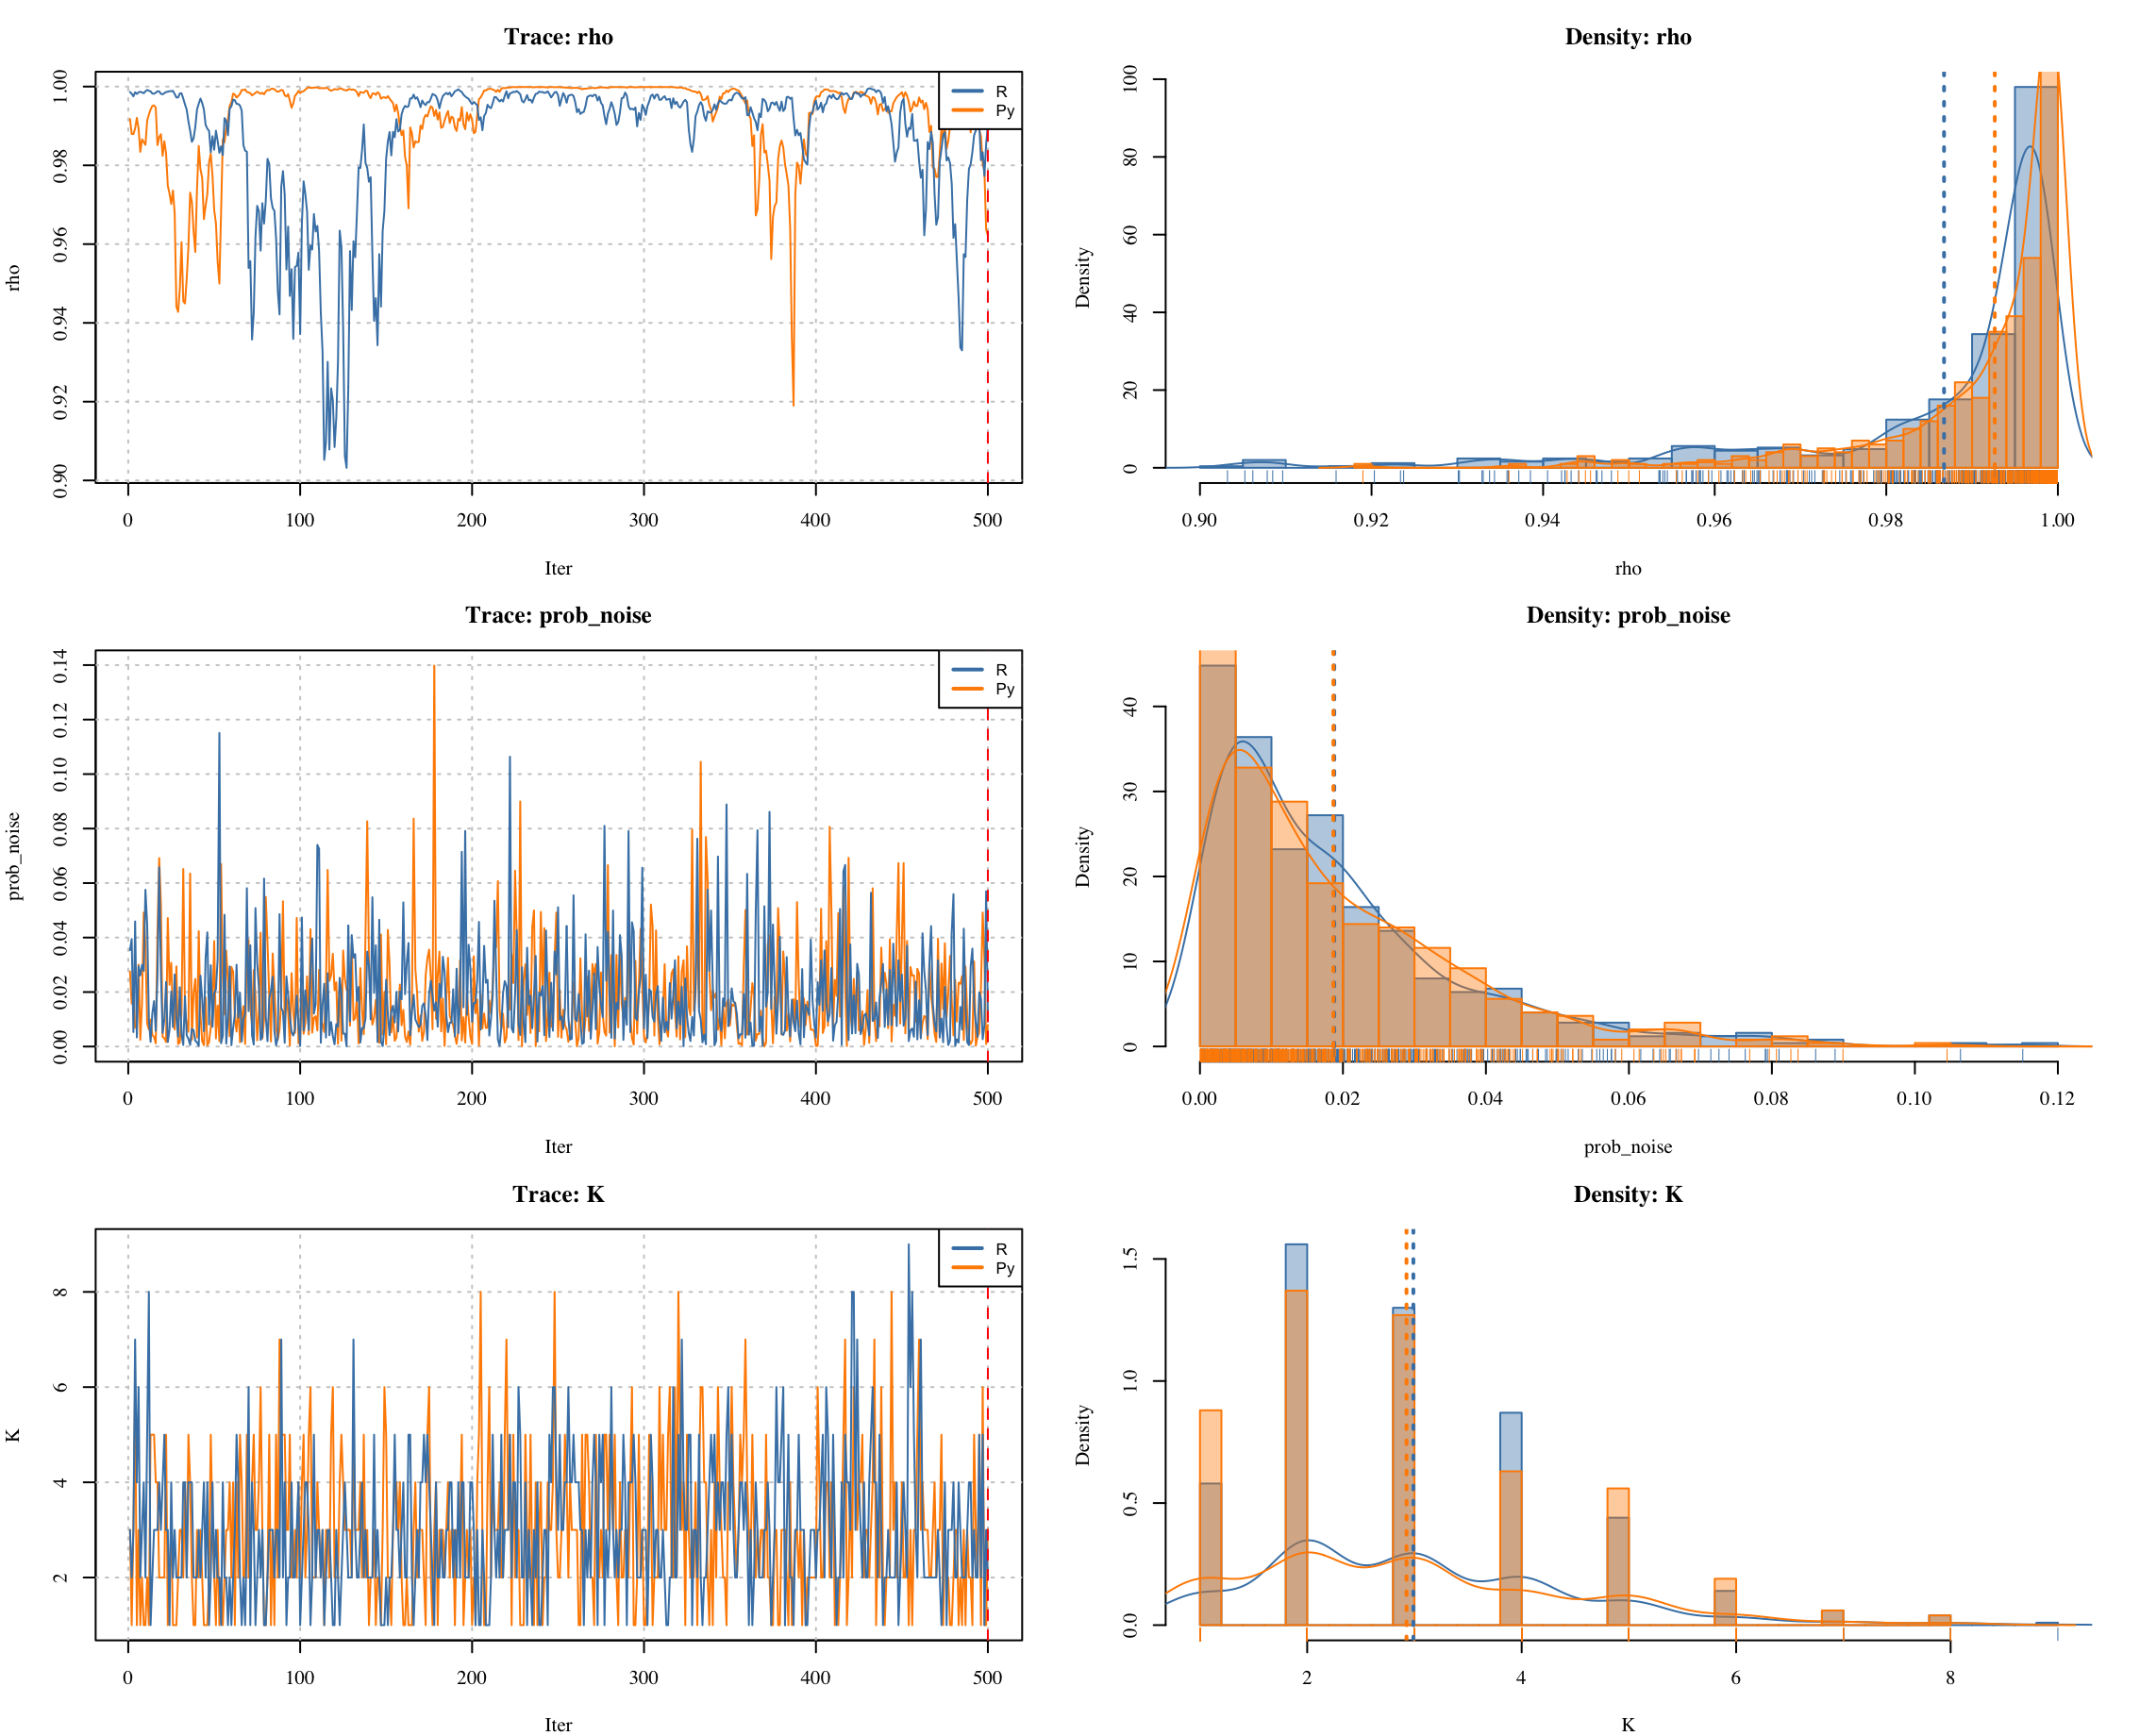 Trace: rho
rho
1.00
0.98
0.96
0.94
0.92
0.90
R
Py
0 100 200 300 400 500
Iter
Density: rho
Density
100
80
60
40
20
0
0.90 0.92 0.94 0.96 0.98 1.00
rho
Trace: prob_noise
prob_noise
0.14
0.12
0.10
0.08
0.06
0.04
0.02
0.00
R
Py
0 100 200 300 400 500
Iter
Density: prob_noise
Density
40
30
20
10
0
0.00 0.02 0.04 0.06 0.08 0.10 0.12
prob_noise
Trace: K
K
8
6
4
2
R
Py
0 100 200 300 400 500
Iter
Density: K
Density
1.5
1.0
0.5
0.0
2 4 6 8
K